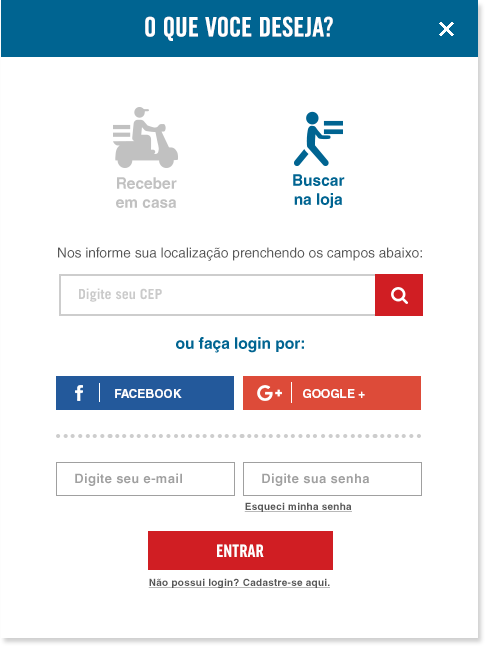 O QUE VOCE DESEJA?
Receber
em casa
Buscar
na loja
Nos informe sua localização prenchendo os campos abaixo:
Digite seu CEP
ou faça login por:
f FACEBOOK
G+ GOOGLE +
Digite seu e-mail
Digite sua senha
Esqueci minha senha
ENTRAR
Não possui login? Cadastre-se aqui.